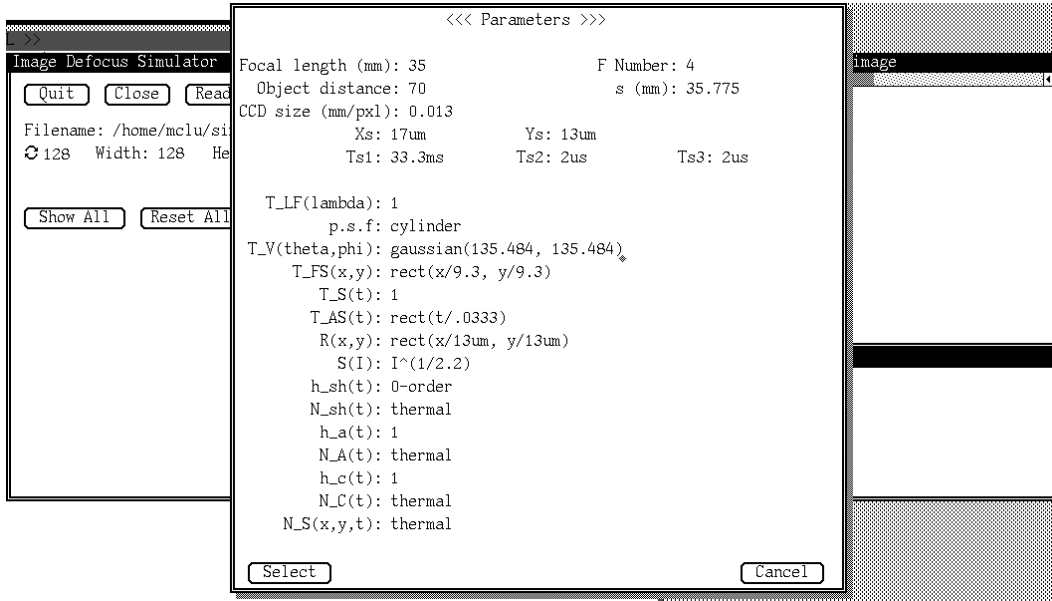 <<< Parameters >>>
L >>
Image Defocus Simulator
image
Focal length (mm): 35 F Number: 4
Quit Close Read
Object distance: 70 s (mm): 35.775
CCD size (mm/pxl): 0.013
Filename: /home/mclu/si
Xs: 17um Ys: 13um
128 Width: 128 He
Ts1: 33.3ms Ts2: 2us Ts3: 2us
T_LF(lambda): 1
Show All Reset All
p.s.f: cylinder
T_V(theta,phi): gaussian(135.484, 135.484)
T_FS(x,y): rect(x/9.3, y/9.3)
T_S(t): 1
T_AS(t): rect(t/.0333)
R(x,y): rect(x/13um, y/13um)
S(I): I^(1/2.2)
h_sh(t): 0-order
N_sh(t): thermal
h_a(t): 1
N_A(t): thermal
h_c(t): 1
N_C(t): thermal
N_S(x,y,t): thermal
Select Cancel